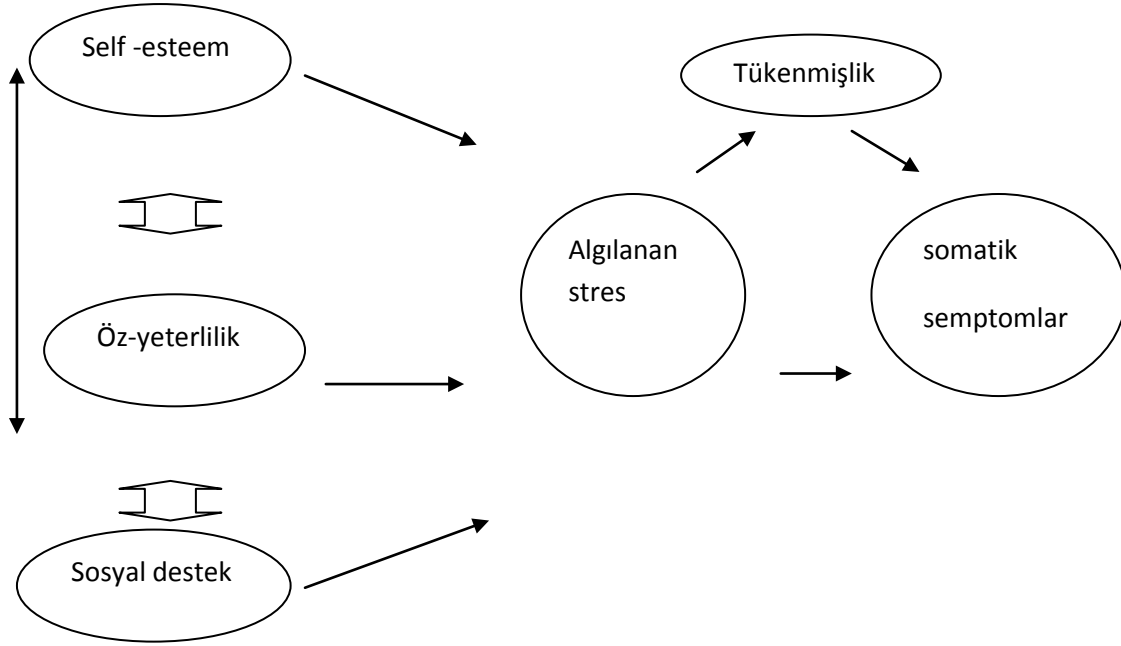 Self -esteem
Tükenmişlik
Algılanan
stres
somatik
semptomlar
Öz-yeterlilik
Sosyal destek